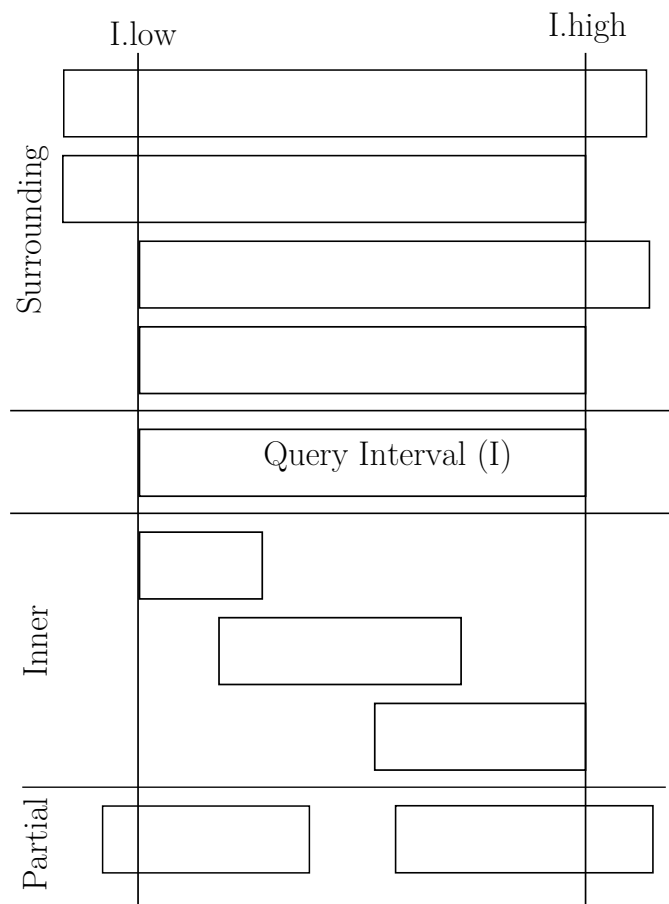 I.low
I.high
Surrounding
Query Interval (I)
Inner
Partial